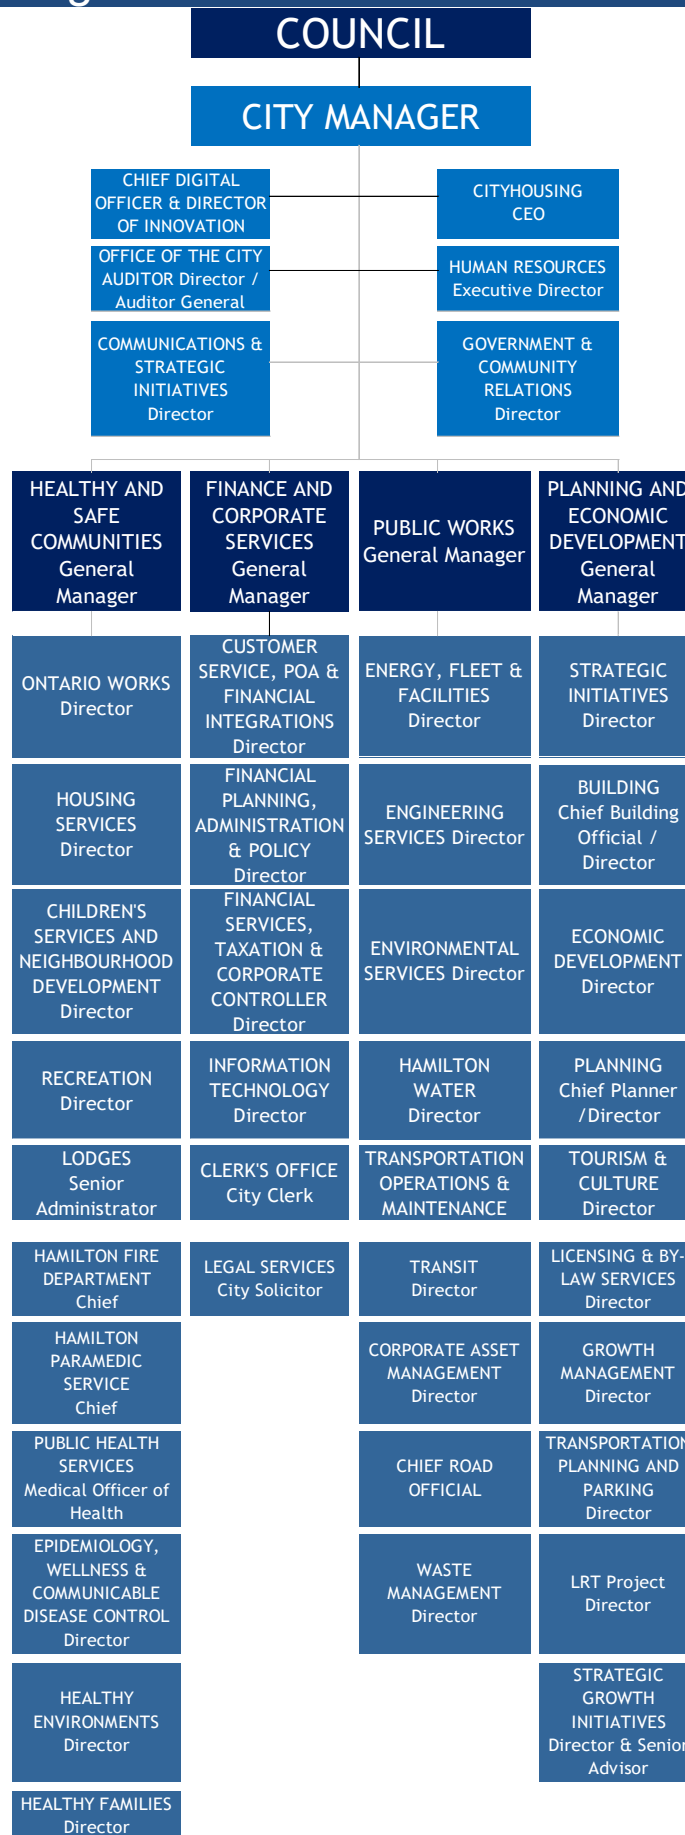 COUNCIL
CITY MANAGER
CHIEF DIGITAL
OFFICER & DIRECTOR
OF INNOVATION
CITYHOUSING
CEO
OFFICE OF THE CITY
AUDITOR Director /
Auditor General
HUMAN RESOURCES
Executive Director
COMMUNICATIONS &
STRATEGIC
INITIATIVES
Director
GOVERNMENT &
COMMUNITY
RELATIONS
Director
HEALTHY AND
SAFE
COMMUNITIES
General
Manager
FINANCE AND
CORPORATE
SERVICES
General
Manager
PUBLIC WORKS
General Manager
PLANNING AND
ECONOMIC
DEVELOPMENT
General
Manager
ONTARIO WORKS
Director
CUSTOMER
SERVICE, POA &
FINANCIAL
INTEGRATIONS
Director
ENERGY, FLEET &
FACILITIES
Director
STRATEGIC
INITIATIVES
Director
HOUSING
SERVICES
Director
FINANCIAL
PLANNING,
ADMINISTRATION
& POLICY
Director
ENGINEERING
SERVICES Director
BUILDING
Chief Building
Official /
Director
CHILDREN'S
SERVICES AND
NEIGHBOURHOOD
DEVELOPMENT
Director
FINANCIAL
SERVICES,
TAXATION &
CORPORATE
CONTROLLER
Director
ENVIRONMENTAL
SERVICES Director
ECONOMIC
DEVELOPMENT
Director
RECREATION
Director
INFORMATION
TECHNOLOGY
Director
HAMILTON
WATER
Director
PLANNING
Chief Planner
/Director
LODGES
Senior
Administrator
CLERK'S OFFICE
City Clerk
TRANSPORTATION
OPERATIONS &
MAINTENANCE
TOURISM &
CULTURE
Director
HAMILTON FIRE
DEPARTMENT
Chief
LEGAL SERVICES
City Solicitor
TRANSIT
Director
LICENSING & BY-
LAW SERVICES
Director
HAMILTON
PARAMEDIC
SERVICE
Chief
CORPORATE ASSET
MANAGEMENT
Director
GROWTH
MANAGEMENT
Director
PUBLIC HEALTH
SERVICES
Medical Officer of
Health
CHIEF ROAD
OFFICIAL
TRANSPORTATION
PLANNING AND
PARKING
Director
EPIDEMIOLOGY,
WELLNESS &
COMMUNICABLE
DISEASE CONTROL
Director
WASTE
MANAGEMENT
Director
LRT Project
Director
HEALTHY
ENVIRONMENTS
Director
STRATEGIC
GROWTH
INITIATIVES
Director & Senior
Advisor
HEALTHY FAMILIES
Director